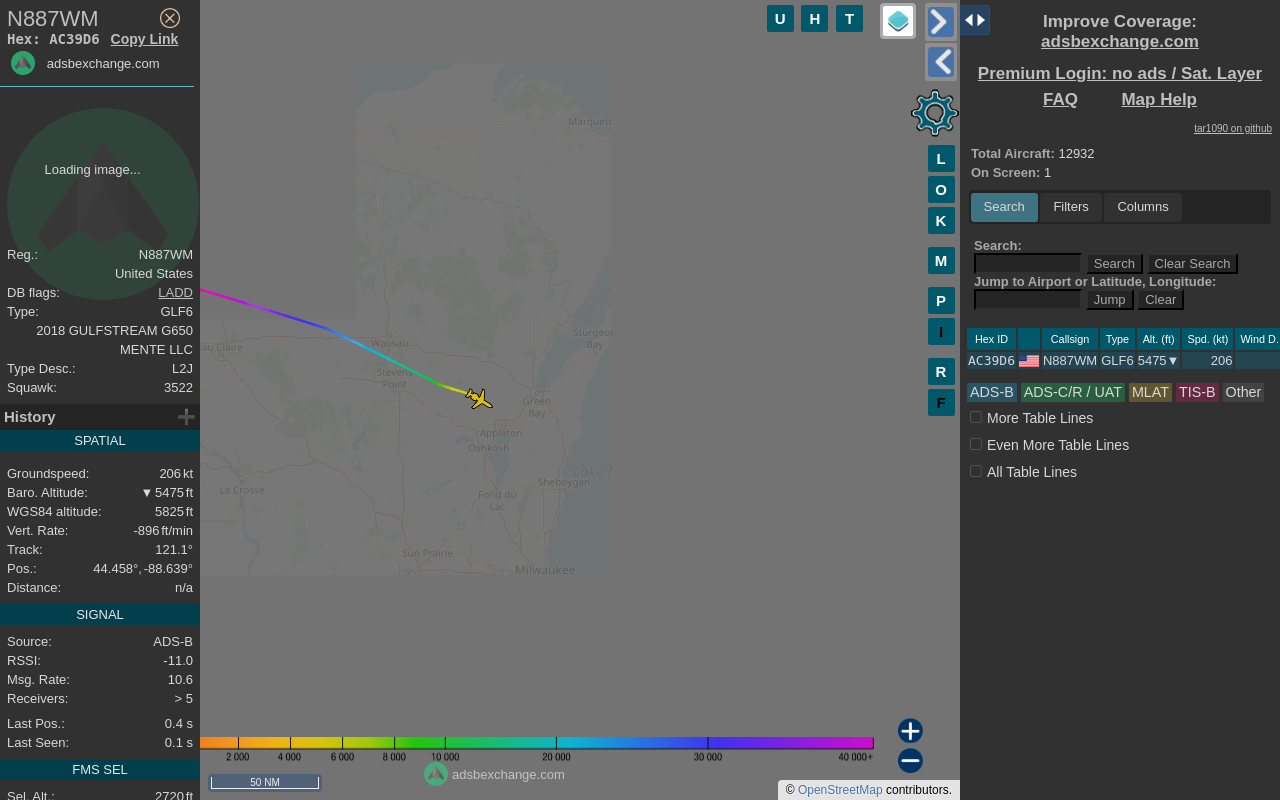 N887WM
Hex: AC39D6 Copy Link
adsbexchange.com
Loading image...
Reg.: N887WM
United States
DB flags: LADD
Type: GLF6
2018 GULFSTREAM G650
MENTE LLC
Type Desc.: L2J
Squawk: 3522
History
SPATIAL
Groundspeed: 206 kt
Baro. Altitude: ▼ 5475 ft
WGS84 altitude: 5825 ft
Vert. Rate: -896 ft/min
Track: 121.1°
Pos.: 44.458°, -88.639°
Distance: n/a
SIGNAL
Source: ADS-B
RSSI: -11.0
Msg. Rate: 10.6
Receivers: > 5
Last Pos.: 0.4 s
Last Seen: 0.1 s
FMS SEL
Sel. Alt.: 2720 ft
U H T
L
O
K
M
P
I
R
F
Marquett
Sturgeon
Bay
au Claire
Wausau
Stevens
Point
Green
Bay
Appleton
Oshkosh
Lake
La Crosse
Sheboygan
Fond du
Lac
Sun Prairie
Milwaukee
2 000 4 000 6 000 8 000 10 000 20 000 30 000 40 000+
50 NM
adsbexchange.com
© OpenStreetMap contributors.
Improve Coverage:
adsbexchange.com
Premium Login: no ads / Sat. Layer
FAQ Map Help
tar1090 on github
Total Aircraft: 12932
On Screen: 1
Search Filters Columns
Search:
Search Clear Search
Jump to Airport or Latitude, Longitude:
Jump Clear
Hex ID Callsign Type Alt. (ft) Spd. (kt) Wind D.
AC39D6 N887WM GLF6 5475▼ 206
ADS-B ADS-C/R / UAT MLAT TIS-B Other
More Table Lines
Even More Table Lines
All Table Lines